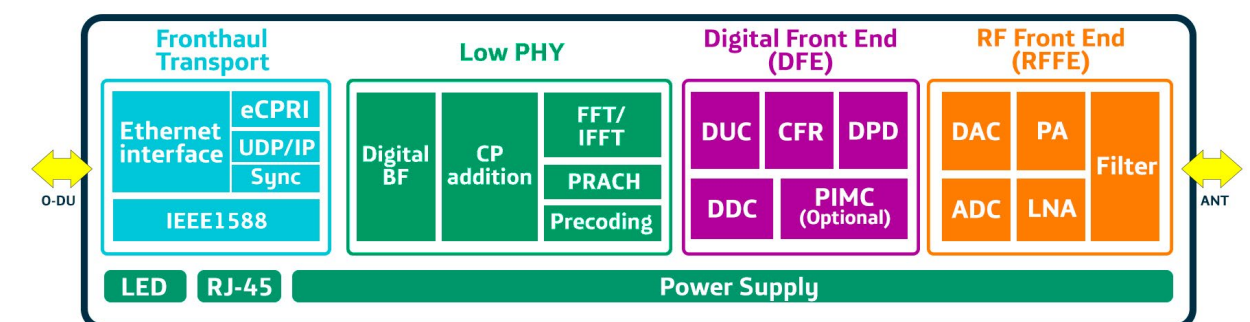 Fronthaul
Transport
Low PHY
Digital Front End
(DFE)
RF Front End
(RFFE)
Ethernet
interface
eCPRI
UDP/IP
Sync
IEEE1588
Digital
BF
CP
addition
FFT/
IFFT
PRACH
Precoding
DUC
CFR
DPD
DDC
PIMC
(Optional)
DAC
PA
ADC
LNA
Filter
O-DU
ANT
LED
RJ-45
Power Supply